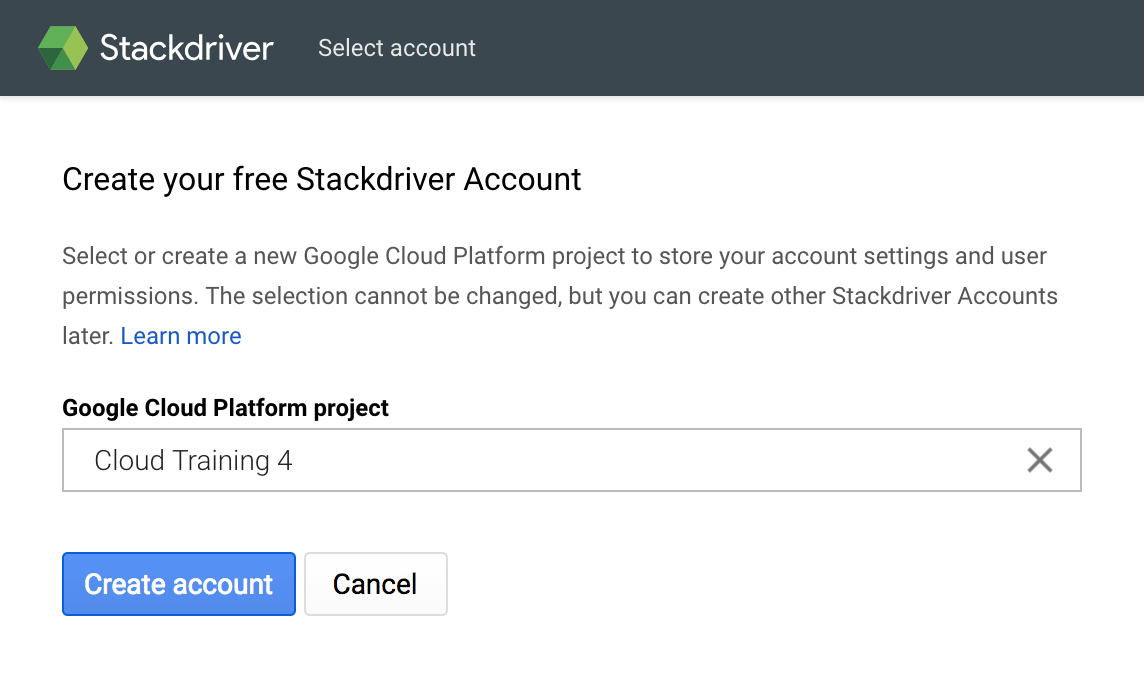 Stackdriver Select account
Create your free Stackdriver Account
Select or create a new Google Cloud Platform project to store your account settings and user
permissions. The selection cannot be changed, but you can create other Stackdriver Accounts
later. Learn more
Google Cloud Platform project
Cloud Training 4
Create account Cancel